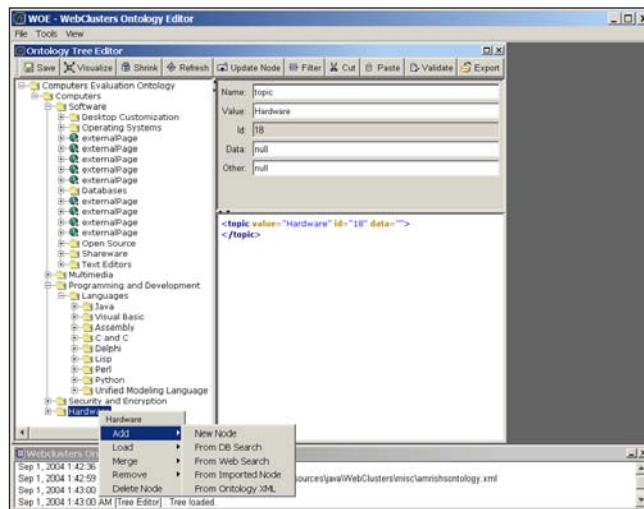 WOE - WebClusters Ontology Editor
File Tools View
Ontology Tree Editor
Save Visualize Shrink Refresh Update Node Filter Cut Paste Validate Export
Computers Evaluation Ontology
Computers
Software
Desktop Customization
Operating Systems
externalPage
externalPage
externalPage
externalPage
Databases
externalPage
externalPage
externalPage
externalPage
Open Source
Shareware
Text Editors
Multimedia
Programming and Development
Languages
Java
Visual Basic
Assembly
C and C
Delphi
Lisp
Perl
Python
Unified Modeling Language
Security and Encryption
Hardware
Name: topic
Value: Hardware
Id: 18
Data: null
Other: null
<topic value="Hardware" id="18" data="">
</topic>
Hardware
Add
Load
Merge
Remove
Delete Node
New Node
From DB Search
From Web Search
From Imported Node
From Ontology XML
Webclusters On
Sep 1, 2004 1:42:36
Sep 1, 2004 1:42:59 sources\java\WebClusters\misc\amrishsontology.xml
Sep 1, 2004 1:43:00
Sep 1, 2004 1:43:00 AM [Tree Editor] : Tree loaded.